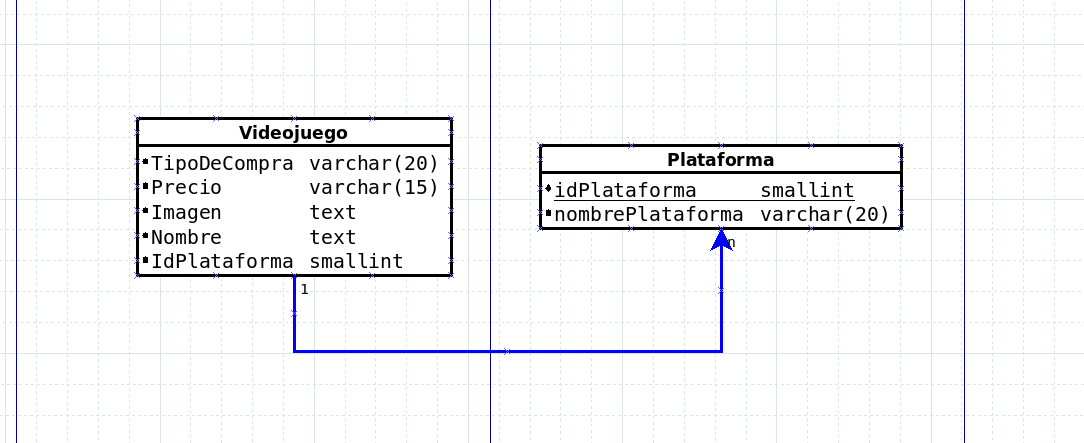 Videojuego
TipoDeCompra varchar(20)
Precio varchar(15)
Imagen text
Nombre text
IdPlataforma smallint
1
Plataforma
idPlataforma smallint
nombrePlataforma varchar(20)
n